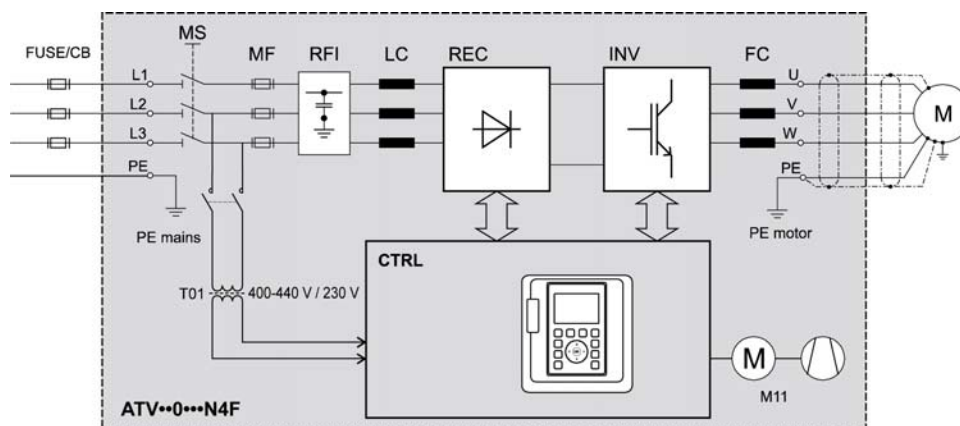 MS
FUSE/CB
MF
RFI
LC
REC
INV
FC
L1
U
L2
V
M
L3
W
PE
PE
PE mains
PE motor
CTRL
T01
400-440 V / 230 V
M
M11
ATV••0•••N4F